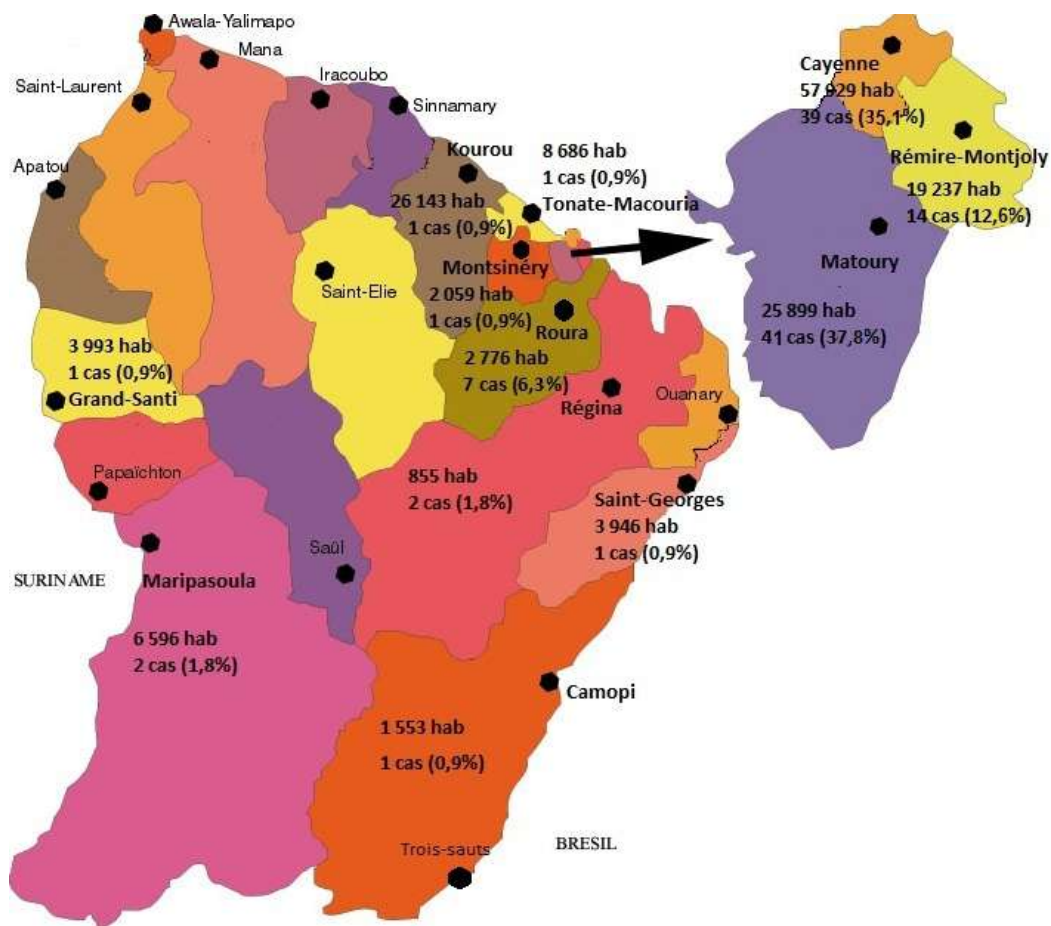 Awala-Yalimapo
Mana
Saint-Laurent
Iracoubo
Sinnamary
Apatou
Kourou
26 143 hab
1 cas (0,9%)
8 686 hab
1 cas (0,9%)
Tonate-Macouria
Cayenne
57 929 hab
39 cas (35,1%)
Rémire-Montjoly
19 237 hab
14 cas (12,6%)
Matoury
25 899 hab
41 cas (37,8%)
Saint-Elie
Montsinéry
2 059 hab
1 cas (0,9%)
Roura
2 776 hab
7 cas (6,3%)
3 993 hab
1 cas (0,9%)
Grand-Santi
Régina
855 hab
2 cas (1,8%)
Ouanary
Papaïchton
Saint-Georges
3 946 hab
1 cas (0,9%)
Saûl
SURINAME
Maripasoula
6 596 hab
2 cas (1,8%)
Camopi
1 553 hab
1 cas (0,9%)
Trois-sauts
BRESIL